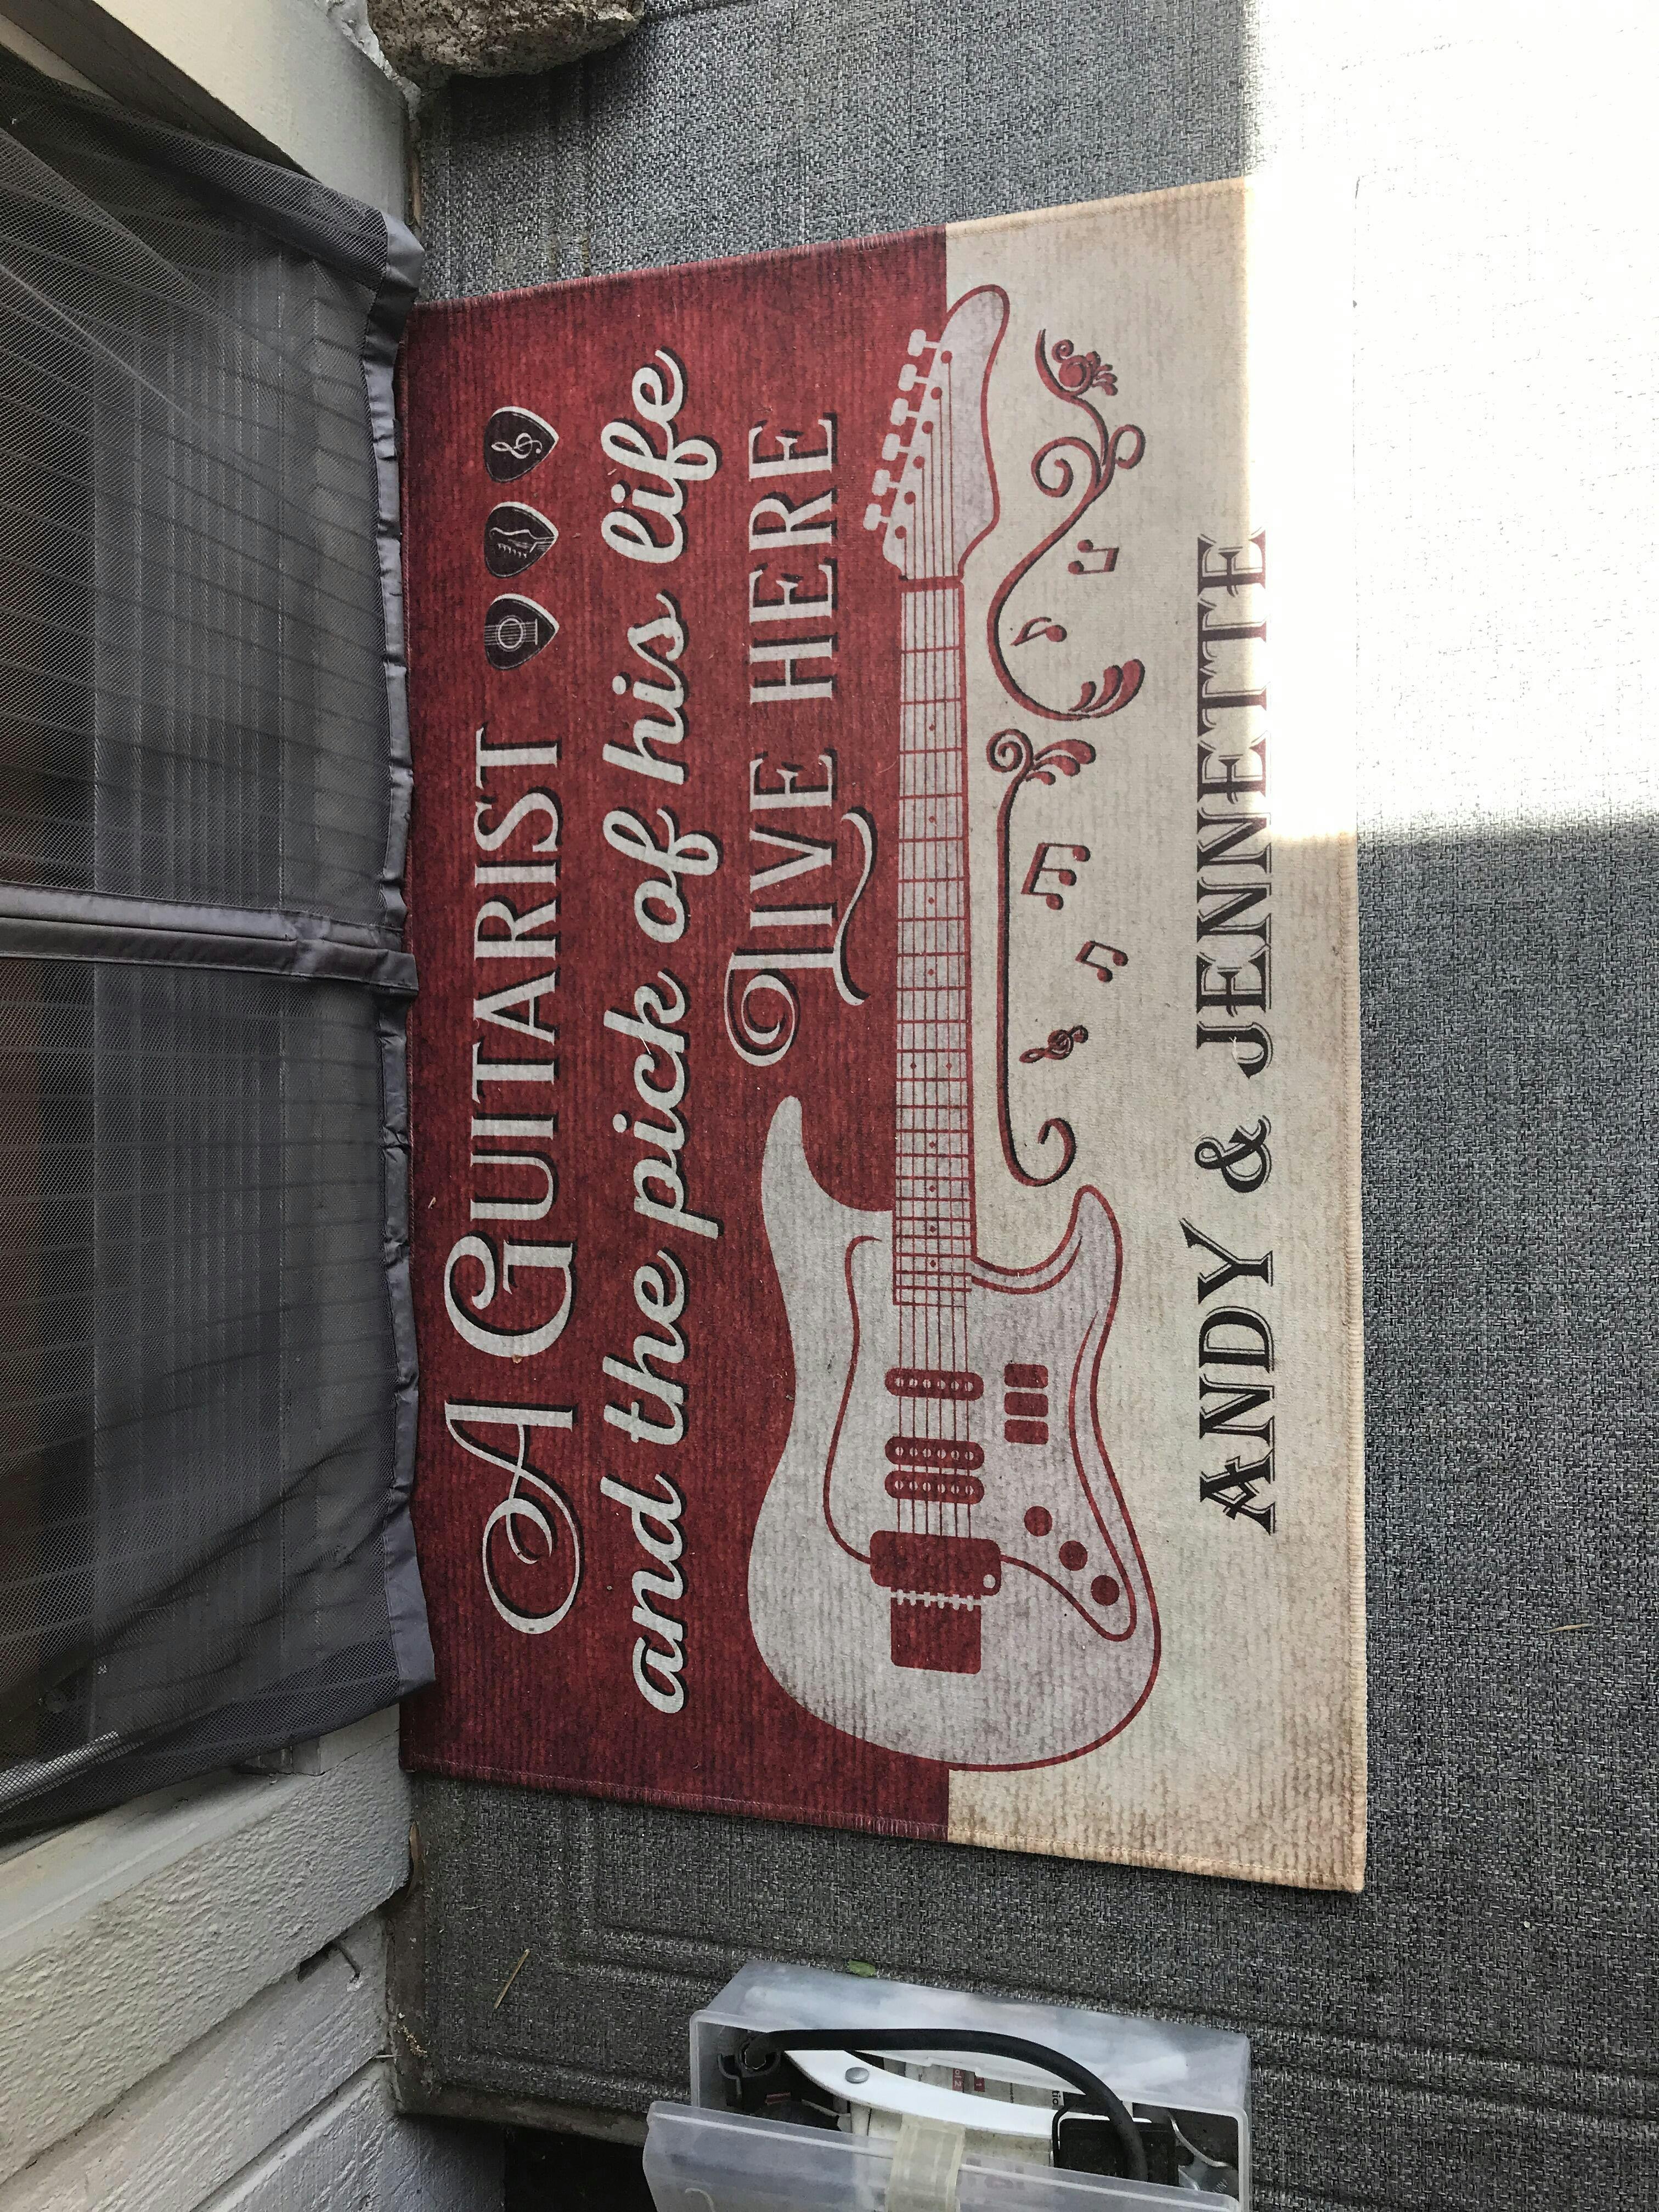 A GUITARIST
and the pick of his life
LIVE HERE
ANDY & JENNETTE